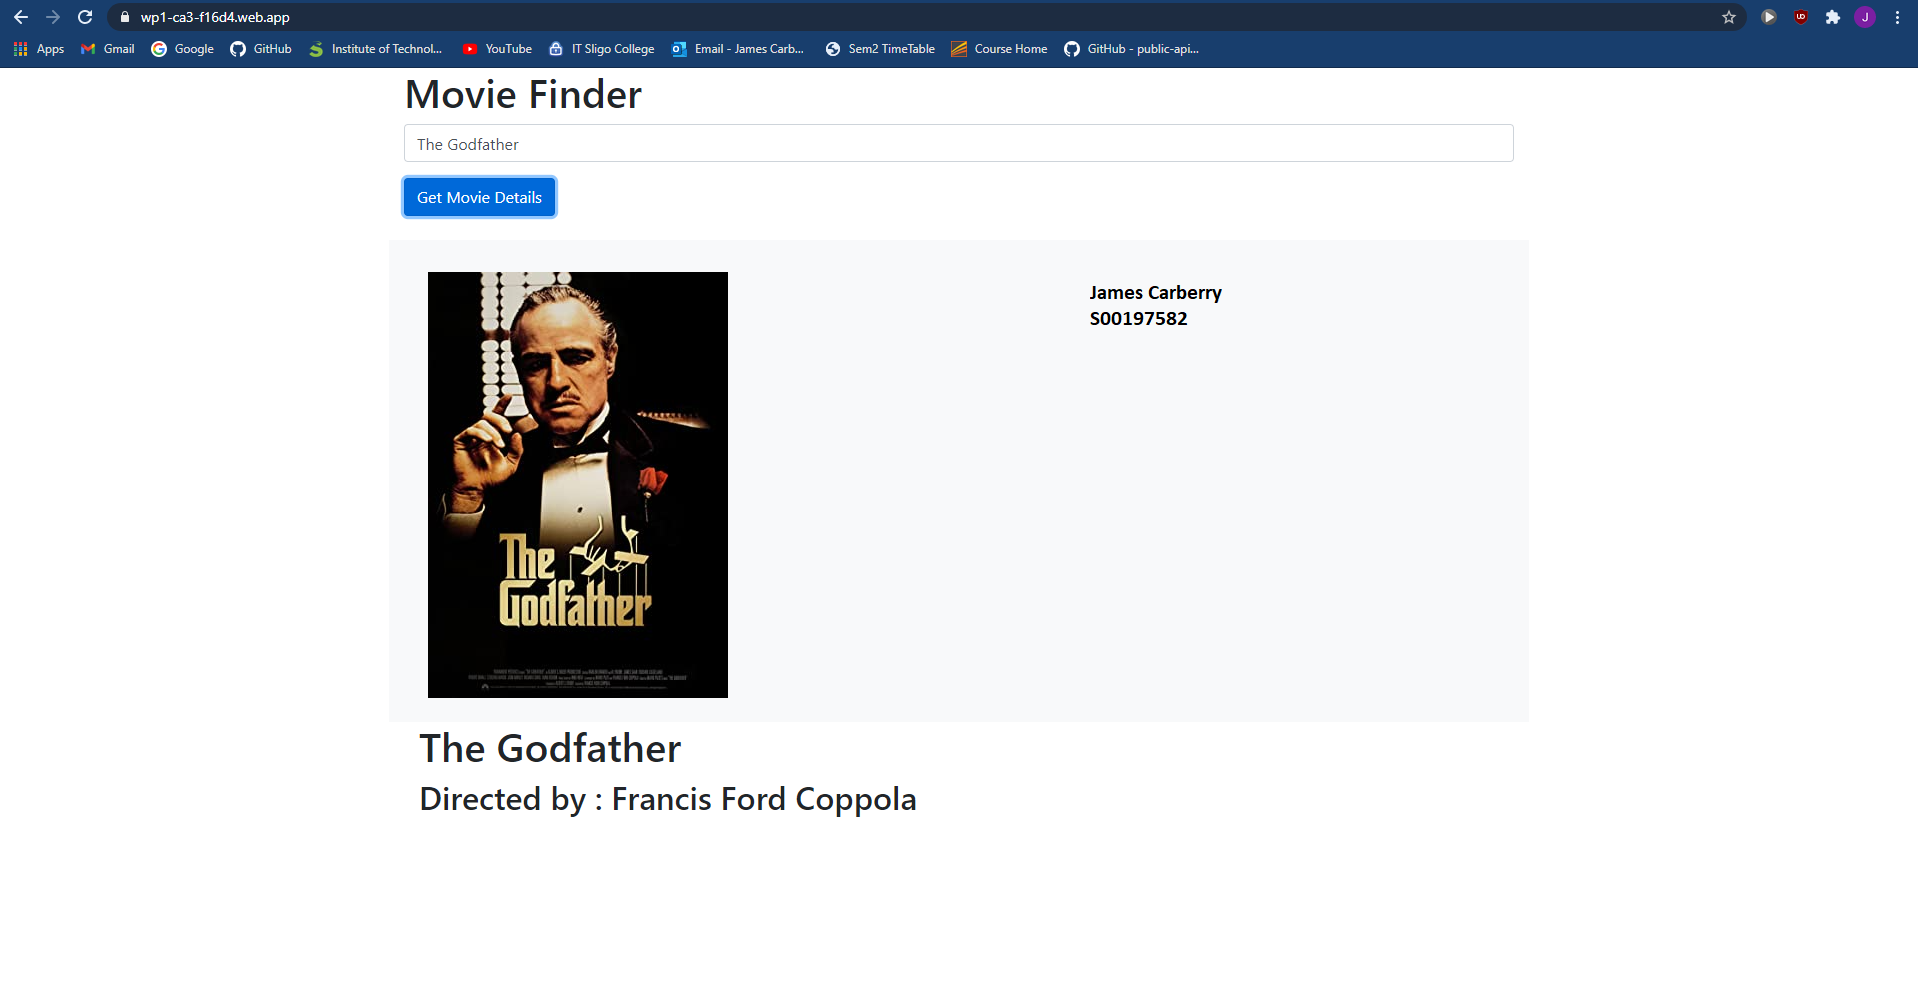 wp1-ca3-f16d4.web.app
J
Apps Gmail Google GitHub Institute of Technol... YouTube IT Sligo College Email - James Carb... Sem2 TimeTable Course Home GitHub - public-api...
Movie Finder
The Godfather
Get Movie Details
James Carberry
S00197582
The
Godfather
The Godfather
Directed by : Francis Ford Coppola